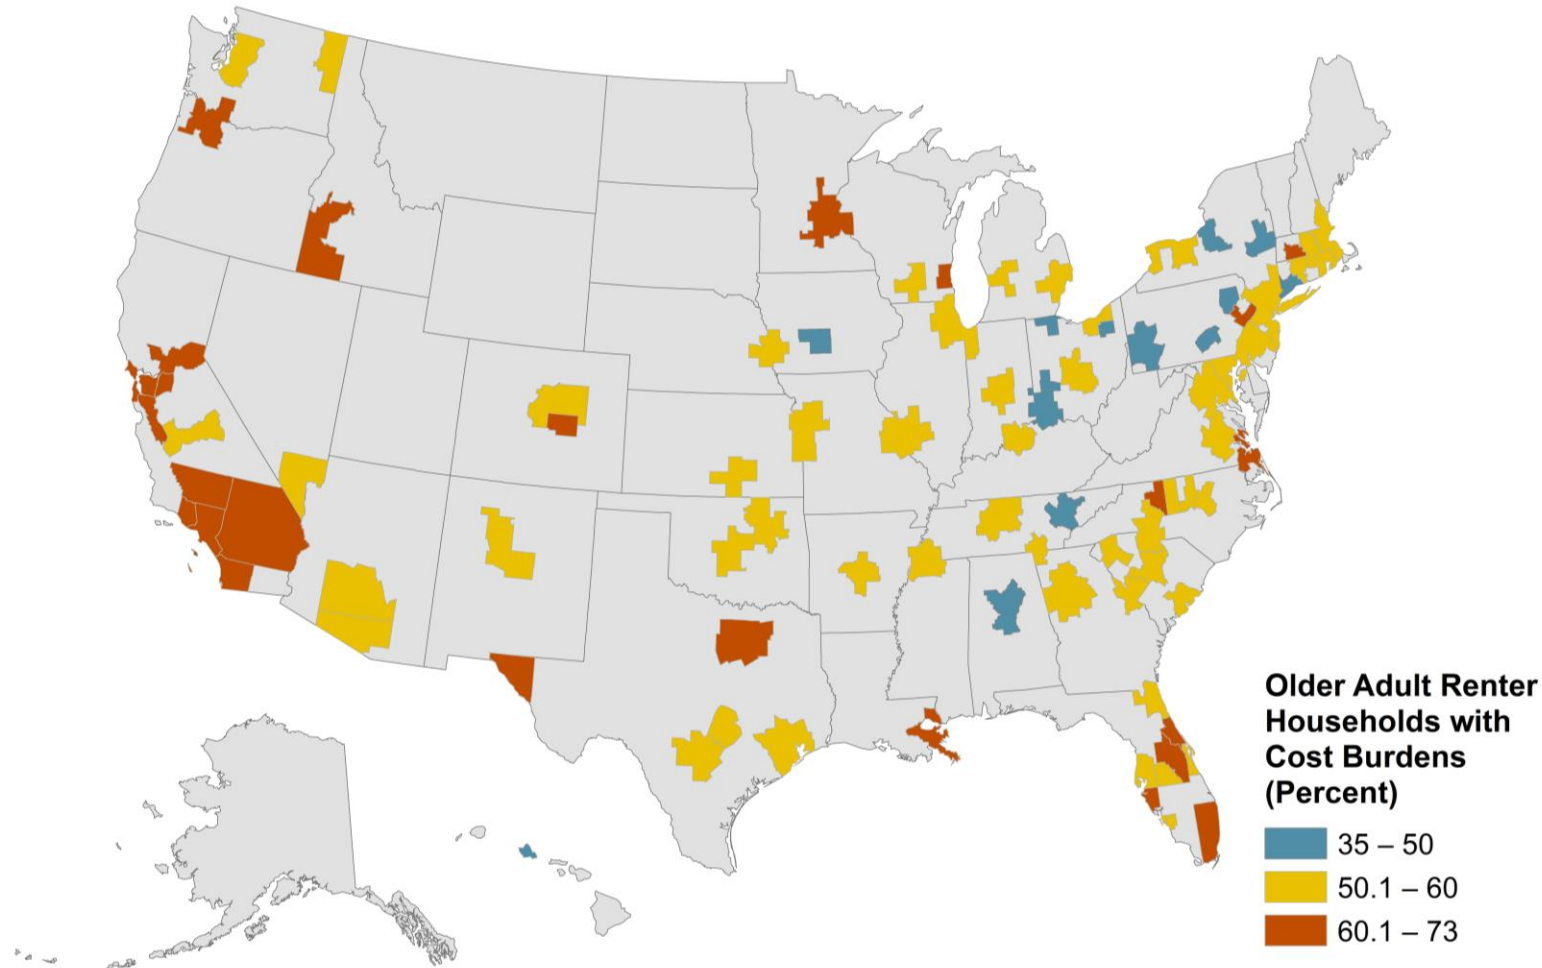 Older Adult Renter
Households with
Cost Burdens
(Percent)
35 – 50
50.1 – 60
60.1 – 73